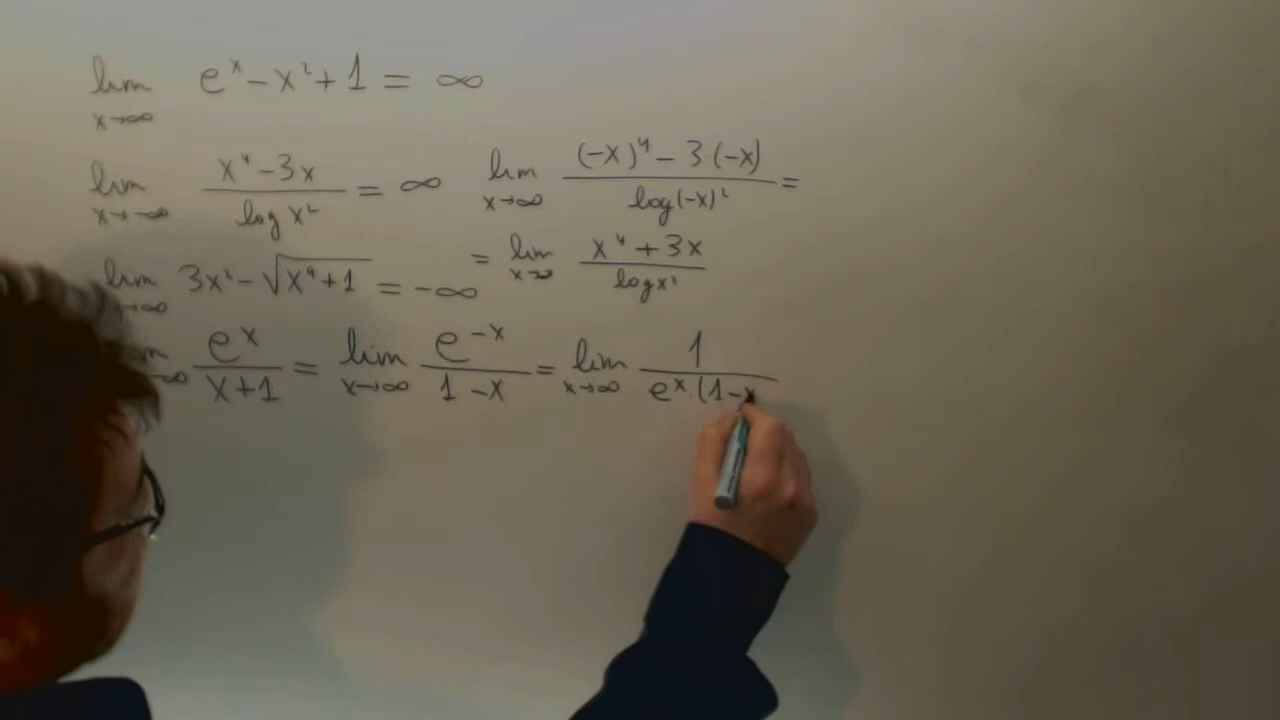 lim x→∞ e^x - x² + 1 = ∞
lim x→-∞ (x⁴ - 3x)/(log x²) = ∞ lim x→∞ ((-x)⁴ - 3(-x))/(log(-x)²) =
= lim x→∞ (x⁴ + 3x)/(log x²)
lim →∞ 3x² - √(x⁴+1) = -∞
m →∞ e^x/(x+1) = lim x→∞ e^-x/(1-x) = lim x→∞ 1/(e^x·(1-x